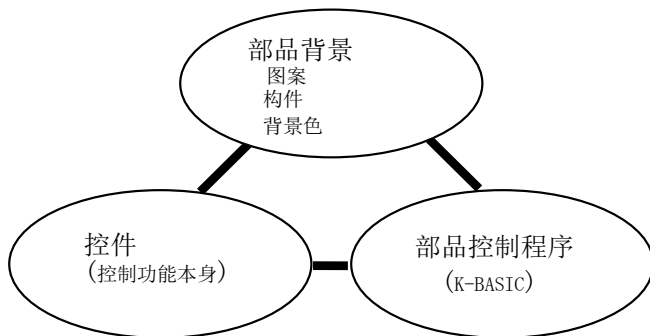 部品背景
图案
构件
背景色
控件
(控制功能本身)
部品控制程序
(K-BASIC)